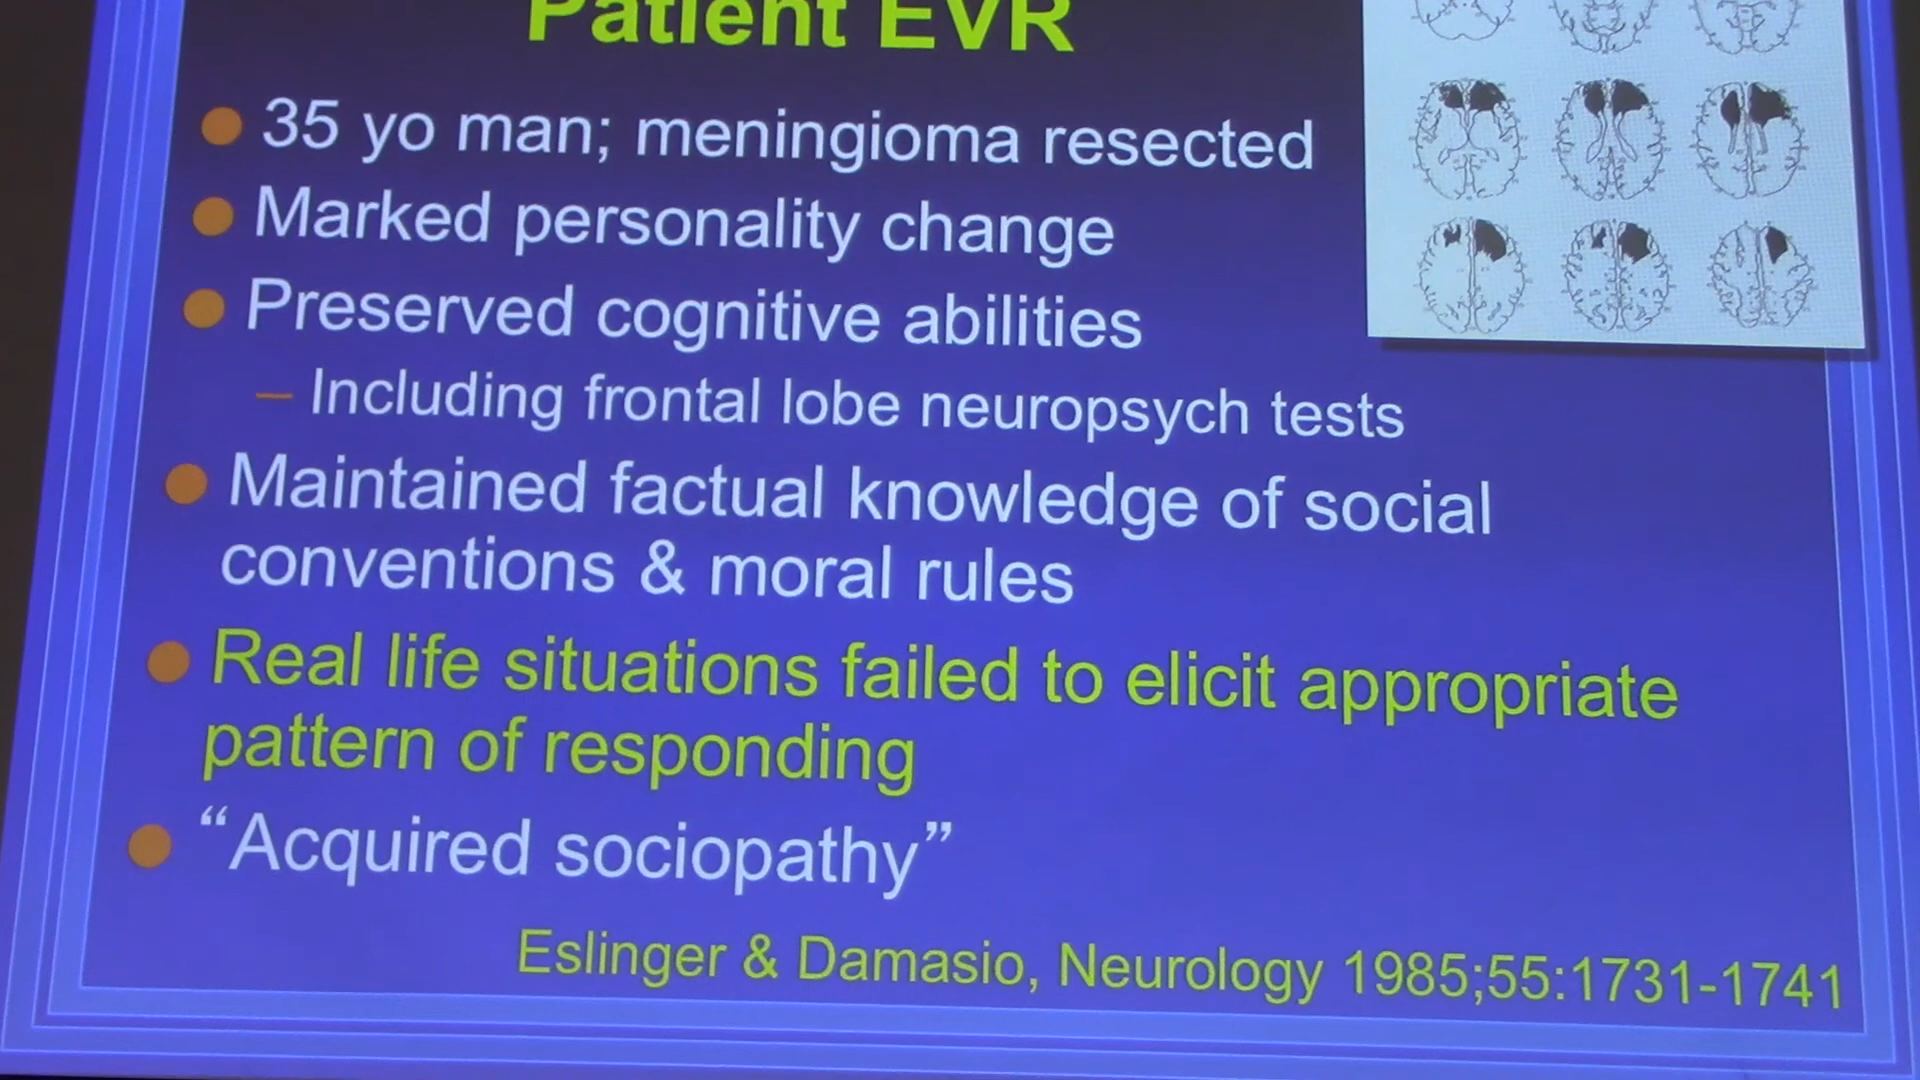 Patient EVR
35 yo man; meningioma resected
Marked personality change
Preserved cognitive abilities
– Including frontal lobe neuropsych tests
Maintained factual knowledge of social
conventions & moral rules
Real life situations failed to elicit appropriate
pattern of responding
“Acquired sociopathy”
Eslinger & Damasio, Neurology 1985;55:1731-1741